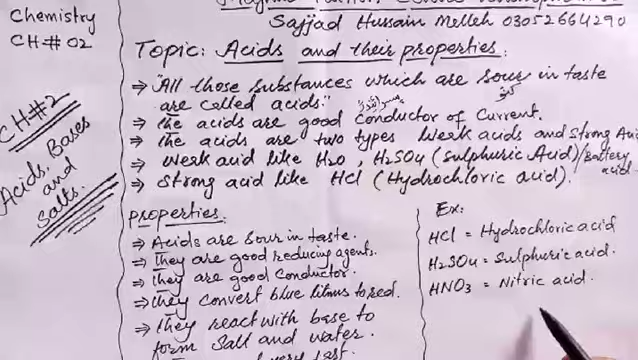 Sajjad Hussain Melleh 03052664290
Chemistry
CH# 02
Topic: Acids and their properties.
⇒ "All those substances which are sour in taste
are called acids."
⇒ The acids are good conductor of Current.
⇒ the acids are two types weak acids and Strong
⇒ weak acid like H2O, H2SO4 (Sulphuric Acid)/Battery
acid.
⇒ Strong acid like HCl (Hydrochloric acid).
CH#2
Acids, Bases
and
Salts.
properties:
⇒ Acids are sour in taste.
⇒ They are good reducing agents.
⇒ they are good conductor.
⇒ they convert blue litmus to red.
⇒ They react with base to
form salt and water.
Ex:
HCl = Hydrochloric acid
H2SO4 = Sulphuric acid.
HNO3 = Nitric acid.